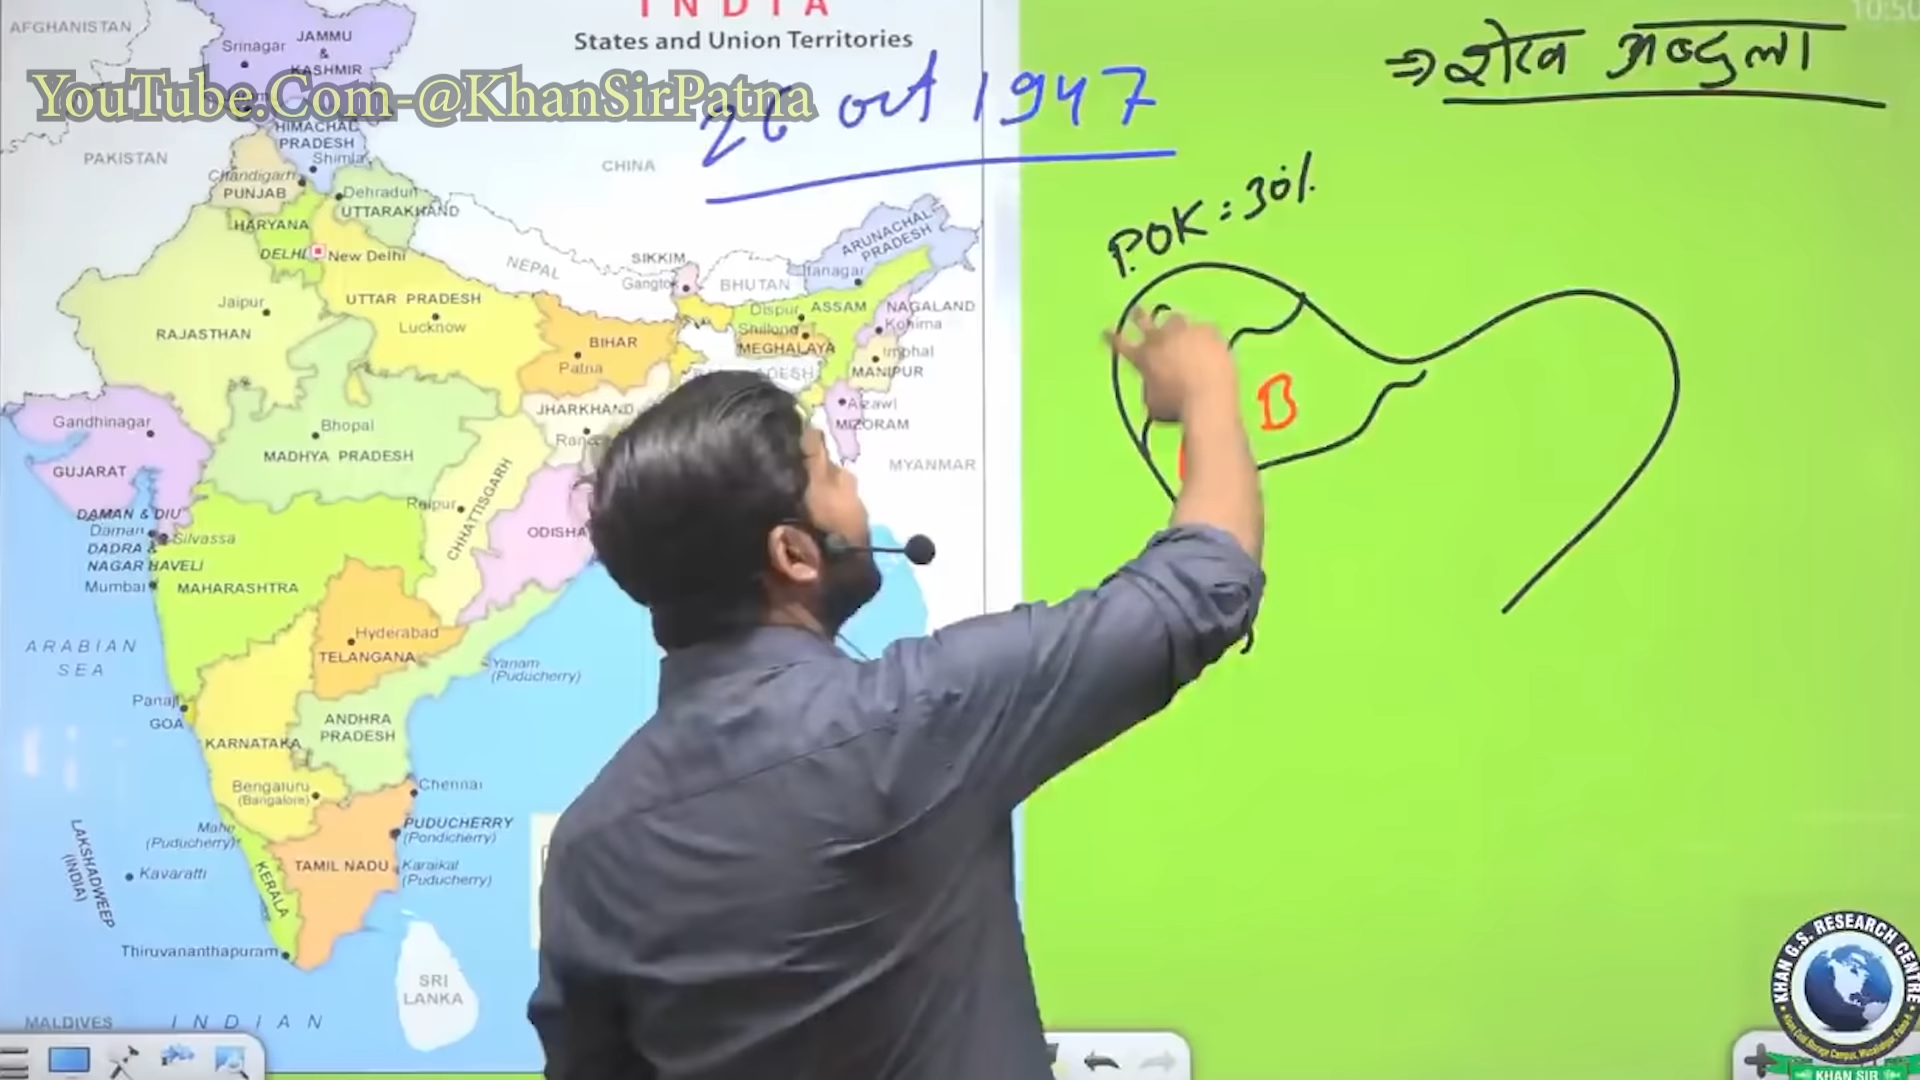 INDIA
10:50
States and Union Territories
⇒ शेख अब्दुला
YouTube.Com-@KhanSirPatna
26 oct 1947
POK = 30%
B
AFGHANISTAN
Srinagar
JAMMU
&
KASHMIR
HIMACHAL
PRADESH
Shimla
PAKISTAN
CHINA
Chandigarh
PUNJAB
Dehradun
UTTARAKHAND
HARYANA
DELHI
New Delhi
NEPAL
SIKKIM
Gangtok
BHUTAN
ARUNACHAL
PRADESH
Itanagar
Jaipur
RAJASTHAN
UTTAR PRADESH
Lucknow
Dispur
ASSAM
NAGALAND
Kohima
Shillong
MEGHALAYA
Imphal
MANIPUR
BIHAR
Patna
Aizawl
MIZORAM
MYANMAR
JHARKHAND
Gandhinagar
GUJARAT
Bhopal
MADHYA PRADESH
CHHATTISGARH
Raipur
ODISHA
DAMAN & DIU
Daman
Silvassa
DADRA &
NAGAR HAVELI
Mumbai
MAHARASHTRA
Hyderabad
TELANGANA
Yanam
(Puducherry)
ARABIAN
SEA
Panaji
GOA
ANDHRA
PRADESH
KARNATAKA
Bengaluru
(Bangalore)
Chennai
PUDUCHERRY
(Pondicherry)
Mahe
(Puducherry)
TAMIL NADU
Karaikal
(Puducherry)
KERALA
LAKSHADWEEP
(INDIA)
Kavaratti
Thiruvananthapuram
SRI
LANKA
MALDIVES
INDIAN
KHAN G.S. RESEARCH CENTRE
KHAN SIR